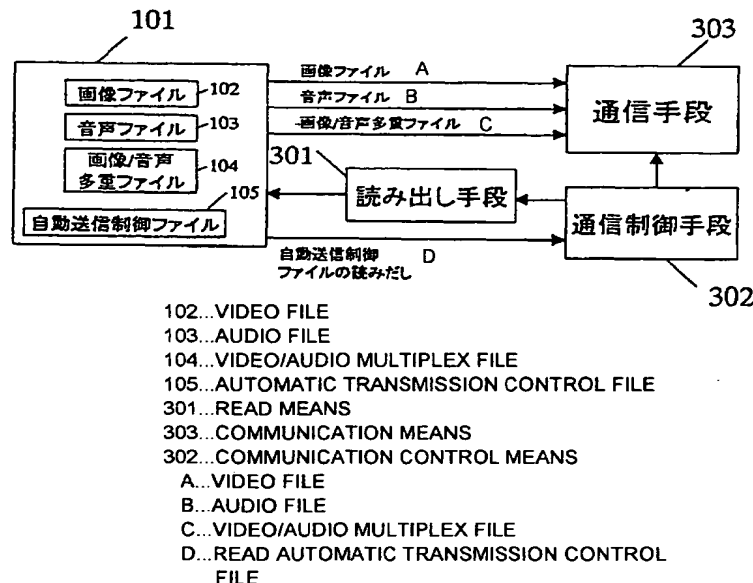 101
303
画像ファイル 102
音声ファイル 103
画像/音声
多重ファイル 104
105
自動送信制御ファイル
画像ファイル A
音声ファイル B
画像/音声多重ファイル C
301
読み出し手段
通信手段
通信制御手段
302
自動送信制御
ファイルの読みだし D
102...VIDEO FILE
103...AUDIO FILE
104...VIDEO/AUDIO MULTIPLEX FILE
105...AUTOMATIC TRANSMISSION CONTROL FILE
301...READ MEANS
303...COMMUNICATION MEANS
302...COMMUNICATION CONTROL MEANS
A...VIDEO FILE
B...AUDIO FILE
C...VIDEO/AUDIO MULTIPLEX FILE
D...READ AUTOMATIC TRANSMISSION CONTROL
FILE